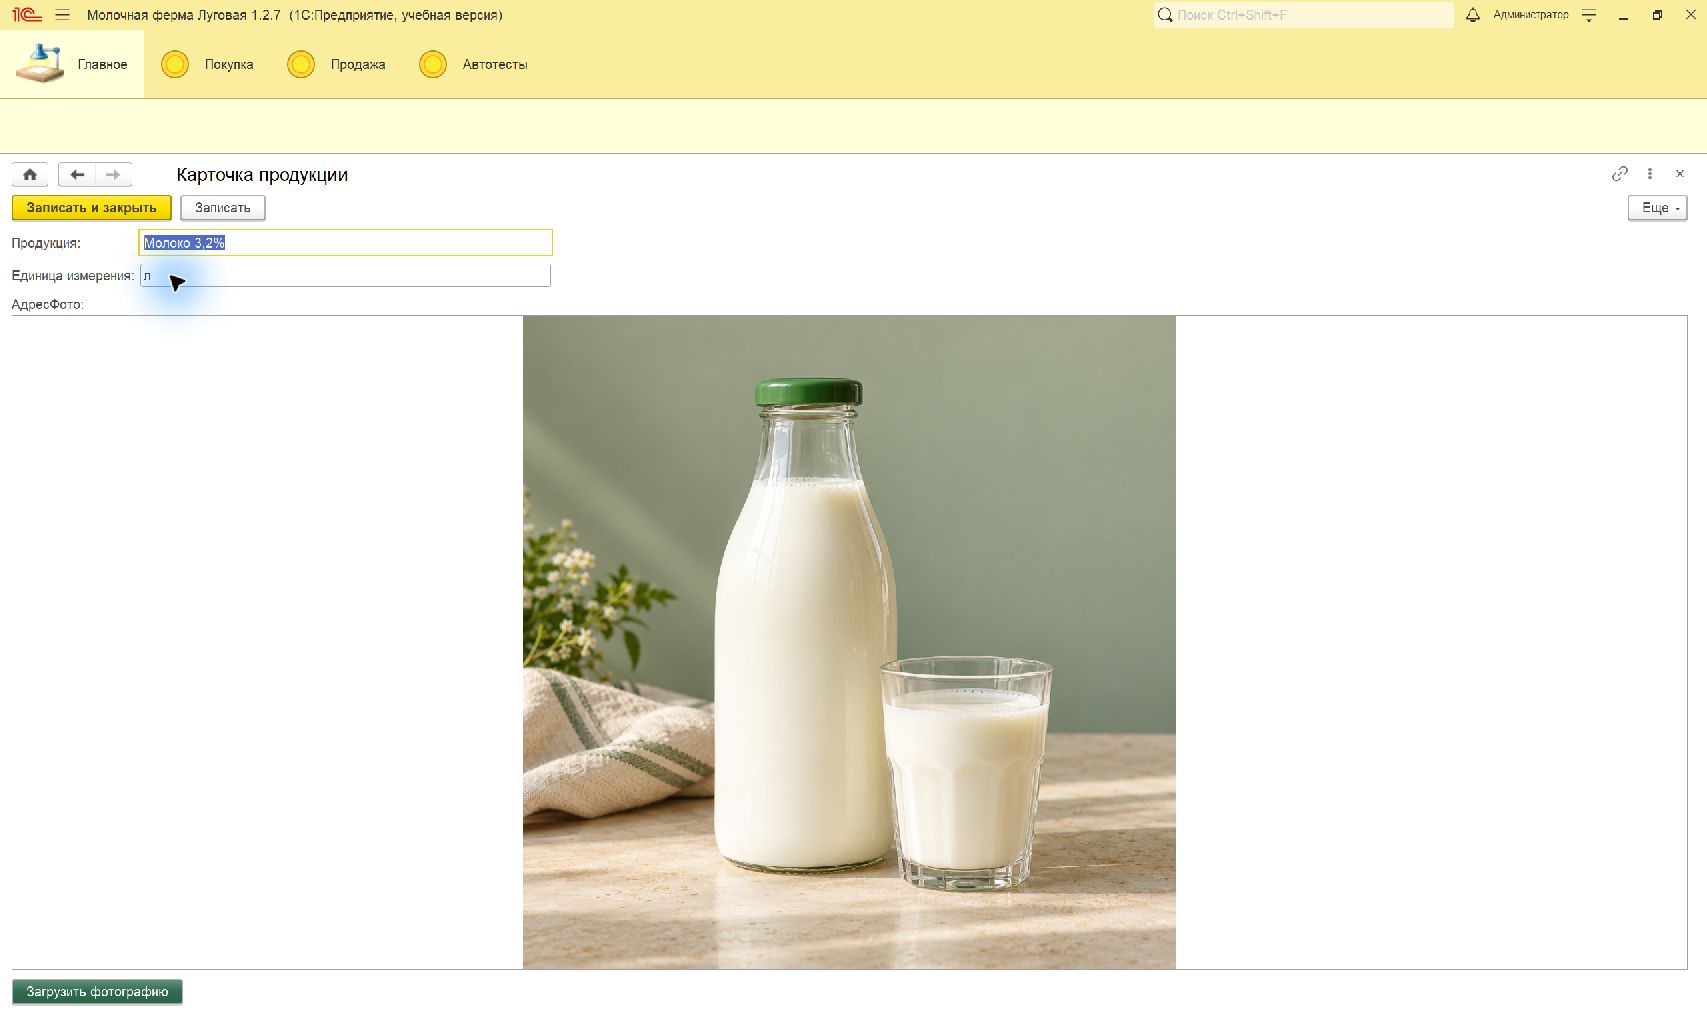 1С Молочная ферма Луговая 1.2.7 (1С:Предприятие, учебная версия) Поиск Ctrl+Shift+F Администратор
Главное Покупка Продажа Автотесты
Карточка продукции
Записать и закрыть Записать Еще
Продукция: Молоко 3,2%
Единица измерения: л
АдресФото:
Загрузить фотографию